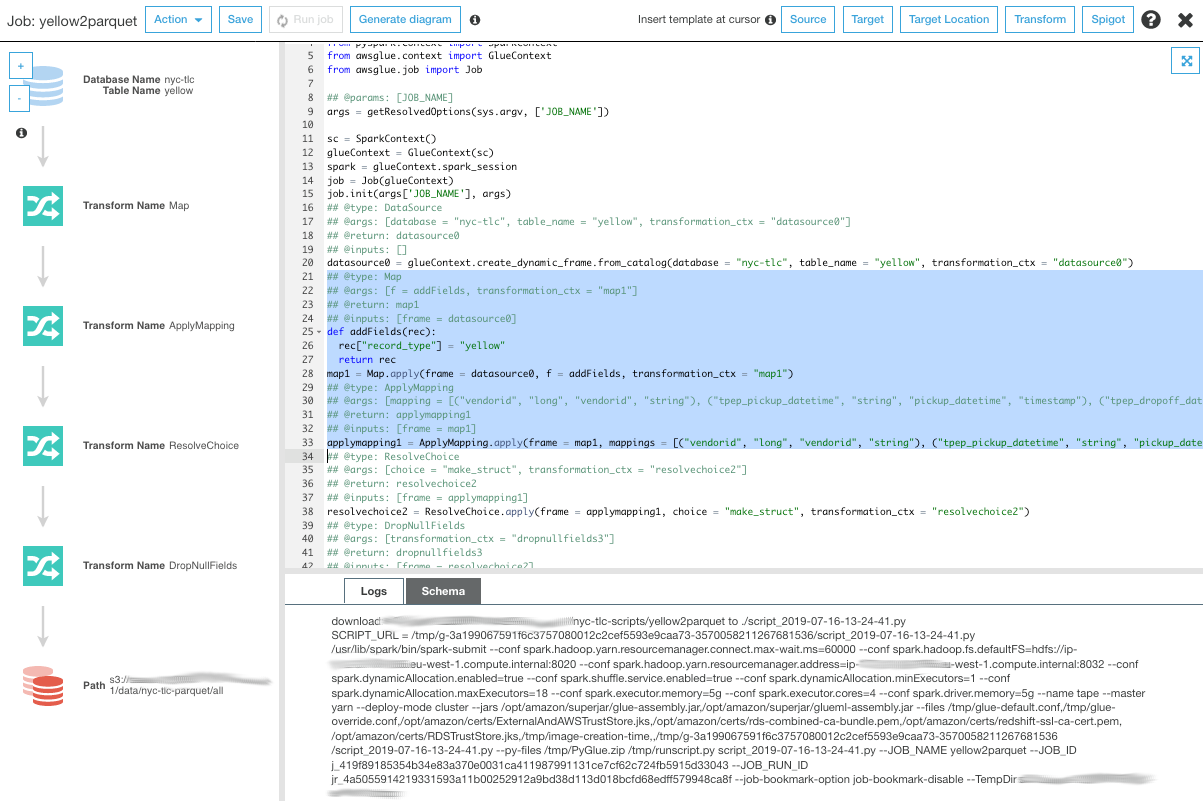 Job: yellow2parquet Action Save Run job Generate diagram Insert template at cursor Source Target Target Location Transform Spigot
+
-
Database Name nyc-tlc
Table Name yellow
Transform Name Map
Transform Name ApplyMapping
Transform Name ResolveChoice
Transform Name DropNullFields
Path s3://
1/data/nyc-tlc-parquet/all
4 from pyspark.context import SparkContext
5 from awsglue.context import GlueContext
6 from awsglue.job import Job
7
8 ## @params: [JOB_NAME]
9 args = getResolvedOptions(sys.argv, ['JOB_NAME'])
10
11 sc = SparkContext()
12 glueContext = GlueContext(sc)
13 spark = glueContext.spark_session
14 job = Job(glueContext)
15 job.init(args['JOB_NAME'], args)
16 ## @type: DataSource
17 ## @args: [database = "nyc-tlc", table_name = "yellow", transformation_ctx = "datasource0"]
18 ## @return: datasource0
19 ## @inputs: []
20 datasource0 = glueContext.create_dynamic_frame.from_catalog(database = "nyc-tlc", table_name = "yellow", transformation_ctx = "datasource0")
21 ## @type: Map
22 ## @args: [f = addFields, transformation_ctx = "map1"]
23 ## @return: map1
24 ## @inputs: [frame = datasource0]
25 def addFields(rec):
26 rec["record_type"] = "yellow"
27 return rec
28 map1 = Map.apply(frame = datasource0, f = addFields, transformation_ctx = "map1")
29 ## @type: ApplyMapping
30 ## @args: [mapping = [("vendorid", "long", "vendorid", "string"), ("tpep_pickup_datetime", "string", "pickup_datetime", "timestamp"), ("tpep_dropoff_dat
31 ## @return: applymapping1
32 ## @inputs: [frame = map1]
33 applymapping1 = ApplyMapping.apply(frame = map1, mappings = [("vendorid", "long", "vendorid", "string"), ("tpep_pickup_datetime", "string", "pickup_date
34 ## @type: ResolveChoice
35 ## @args: [choice = "make_struct", transformation_ctx = "resolvechoice2"]
36 ## @return: resolvechoice2
37 ## @inputs: [frame = applymapping1]
38 resolvechoice2 = ResolveChoice.apply(frame = applymapping1, choice = "make_struct", transformation_ctx = "resolvechoice2")
39 ## @type: DropNullFields
40 ## @args: [transformation_ctx = "dropnullfields3"]
41 ## @return: dropnullfields3
42 ## @inputs: [frame = resolvechoice2]
Logs Schema
download nyc-tlc-scripts/yellow2parquet to ./script_2019-07-16-13-24-41.py
SCRIPT_URL = /tmp/g-3a199067591f6c3757080012c2cef5593e9caa73-3570058211267681536/script_2019-07-16-13-24-41.py
/usr/lib/spark/bin/spark-submit --conf spark.hadoop.yarn.resourcemanager.connect.max-wait.ms=60000 --conf spark.hadoop.fs.defaultFS=hdfs://ip-
eu-west-1.compute.internal:8020 --conf spark.hadoop.yarn.resourcemanager.address=ip- u-west-1.compute.internal:8032 --conf
spark.dynamicAllocation.enabled=true --conf spark.shuffle.service.enabled=true --conf spark.dynamicAllocation.minExecutors=1 --conf
spark.dynamicAllocation.maxExecutors=18 --conf spark.executor.memory=5g --conf spark.executor.cores=4 --conf spark.driver.memory=5g --name tape --master
yarn --deploy-mode cluster --jars /opt/amazon/superjar/glue-assembly.jar,/opt/amazon/superjar/glueml-assembly.jar --files /tmp/glue-default.conf,/tmp/glue-
override.conf,/opt/amazon/certs/ExternalAndAWSTrustStore.jks,/opt/amazon/certs/rds-combined-ca-bundle.pem,/opt/amazon/certs/redshift-ssl-ca-cert.pem,
/opt/amazon/certs/RDSTrustStore.jks,/tmp/image-creation-time,,/tmp/g-3a199067591f6c3757080012c2cef5593e9caa73-3570058211267681536
/script_2019-07-16-13-24-41.py --py-files /tmp/PyGlue.zip /tmp/runscript.py script_2019-07-16-13-24-41.py --JOB_NAME yellow2parquet --JOB_ID
j_419f89185354b34e83a370e0031ca411987991131ce7cf62c724fb5915d33043 --JOB_RUN_ID
jr_4a5055914219331593a11b00252912a9bd38d113d018bcfd68edff579948ca8f --job-bookmark-option job-bookmark-disable --TempDir